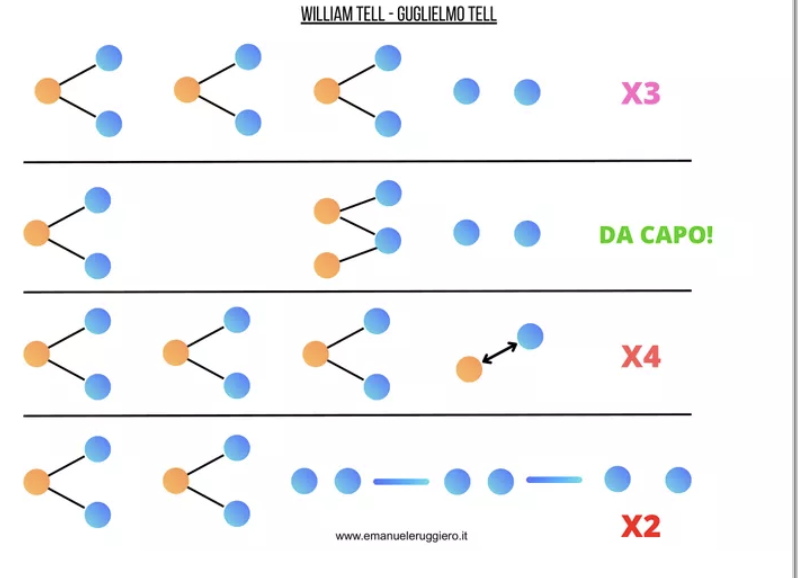 WILLIAM TELL - GUGLIELMO TELL
X3
DA CAPO!
X4
X2
www.emanueleruggiero.it